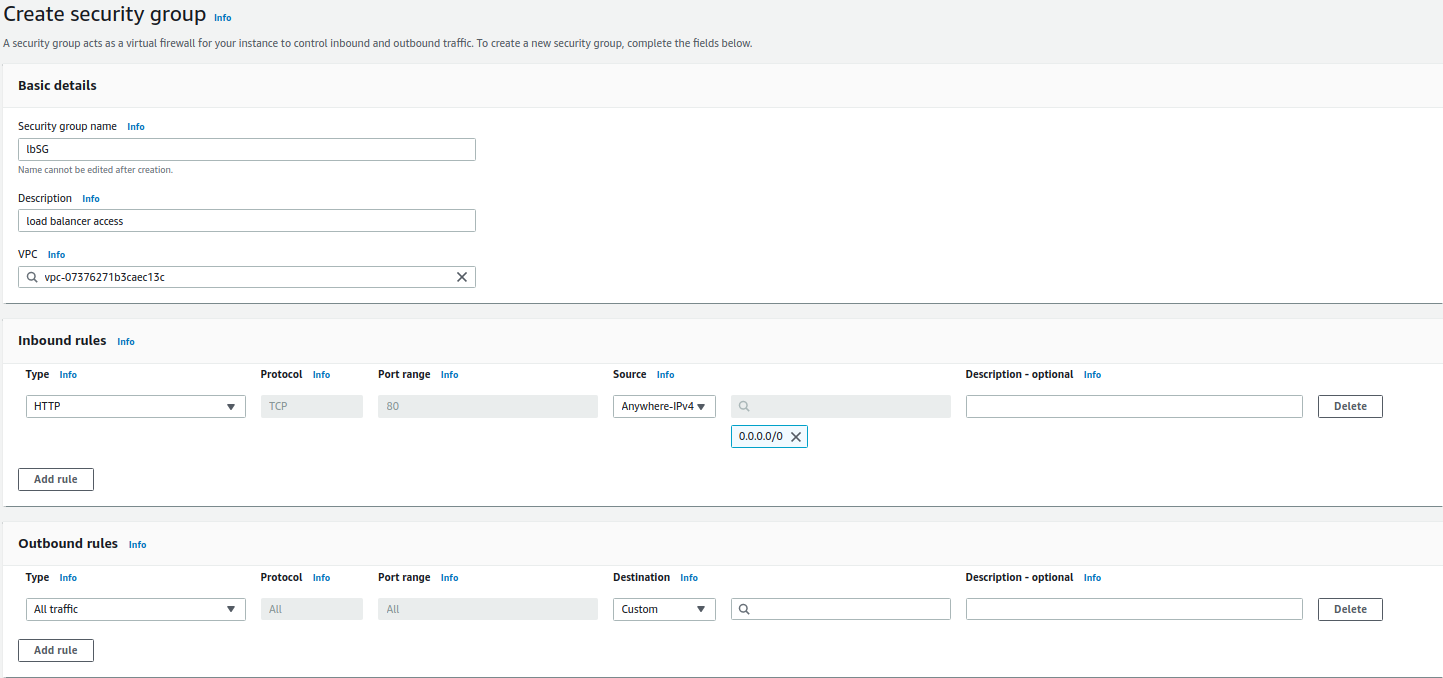 Create security group Info
A security group acts as a virtual firewall for your instance to control inbound and outbound traffic. To create a new security group, complete the fields below.
Basic details
Security group name Info
lbSG
Name cannot be edited after creation.
Description Info
load balancer access
VPC Info
vpc-07376271b3caec13c
Inbound rules Info
Type Info Protocol Info Port range Info Source Info Description - optional Info
HTTP TCP 80 Anywhere-IPv4 Delete
0.0.0.0/0
Add rule
Outbound rules Info
Type Info Protocol Info Port range Info Destination Info Description - optional Info
All traffic All All Custom Delete
Add rule